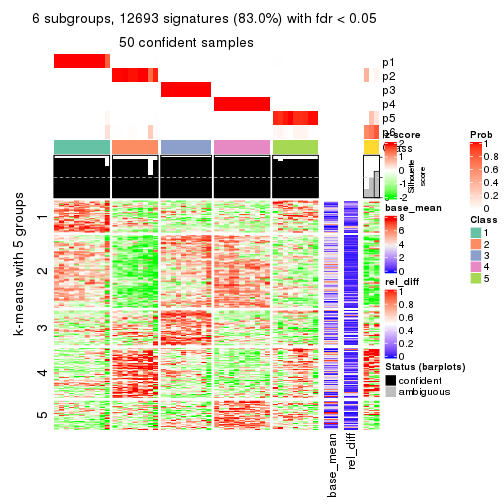 6 subgroups, 12693 signatures (83.0%) with fdr < 0.05
50 confident samples
p1
p2
p3
p4
p5
p6
Class
z-score
2
1
0
-1
-2
Silhouette
score
Prob
1
0.8
0.6
0.4
0.2
0
base_mean
8
6
4
2
0
Class
1
2
3
4
5
rel_diff
1
0.8
0.6
0.4
0.2
0
Status (barplots)
confident
ambiguous
k-means with 5 groups
1
2
3
4
5
base_mean
rel_diff